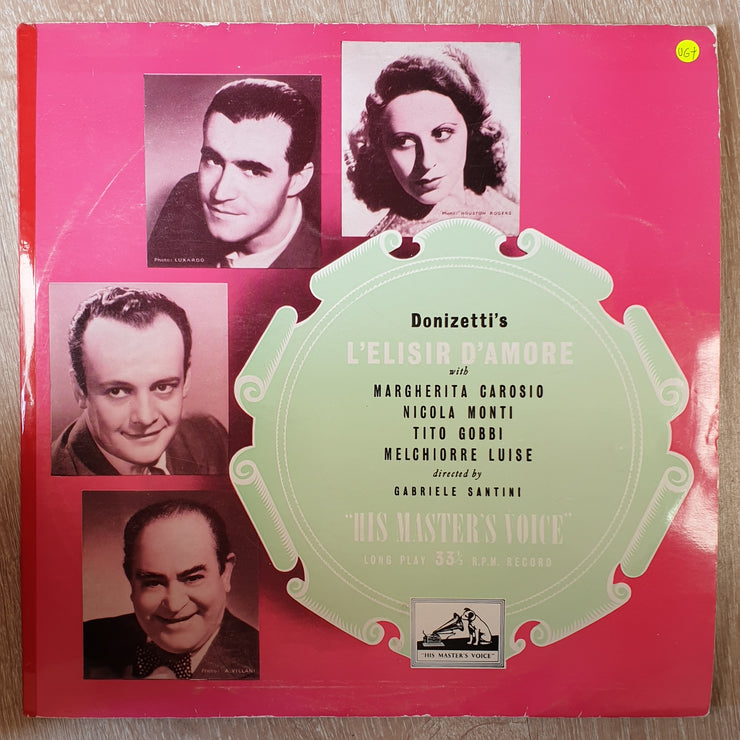 VG+
Photo: HOUSTON ROGERS
Photo: LUXARDO
Donizetti's
L'ELISIR D'AMORE
with
MARGHERITA CAROSIO
NICOLA MONTI
TITO GOBBI
MELCHIORRE LUISE
directed by
GABRIELE SANTINI
"HIS MASTER'S VOICE"
LONG PLAY 33⅓ R.P.M. RECORD
Photo: A. VILLANI
"HIS MASTER'S VOICE"